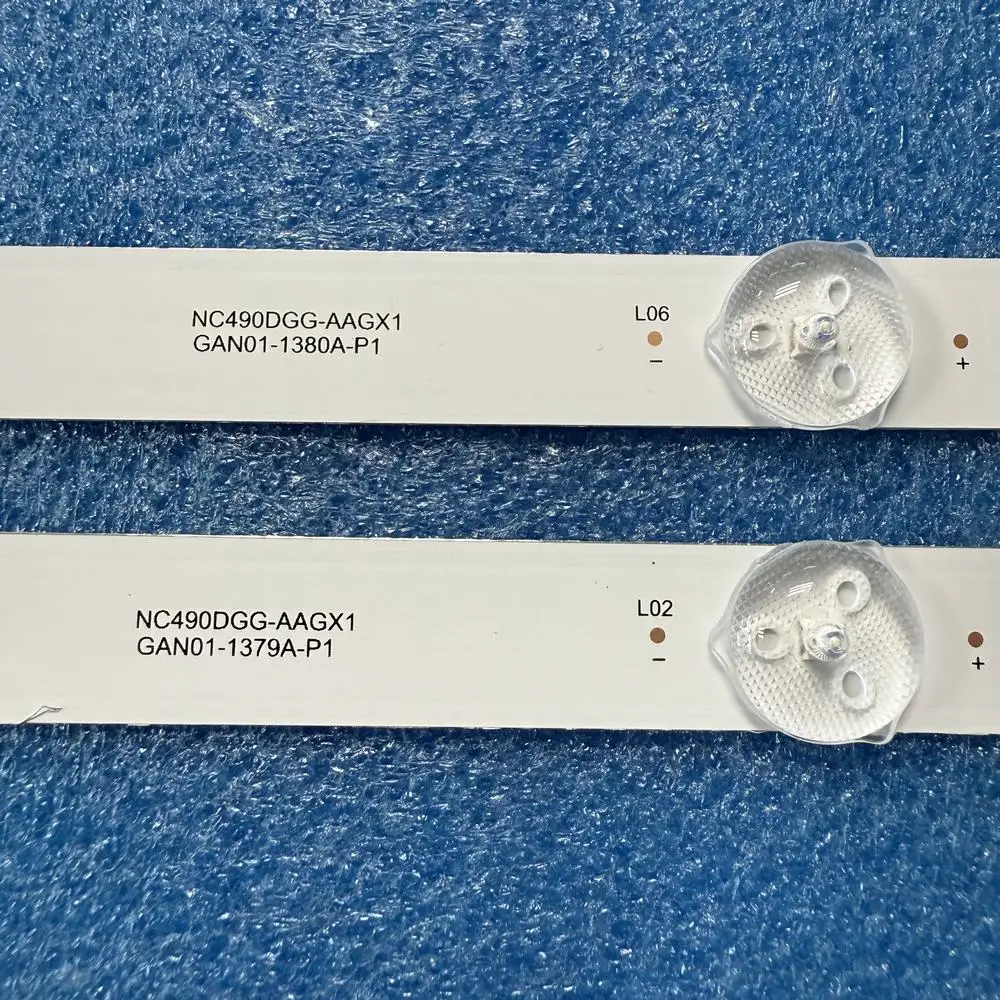 NC490DGG-AAGX1
GAN01-1380A-P1
L06
−
+
NC490DGG-AAGX1
GAN01-1379A-P1
L02
−
+